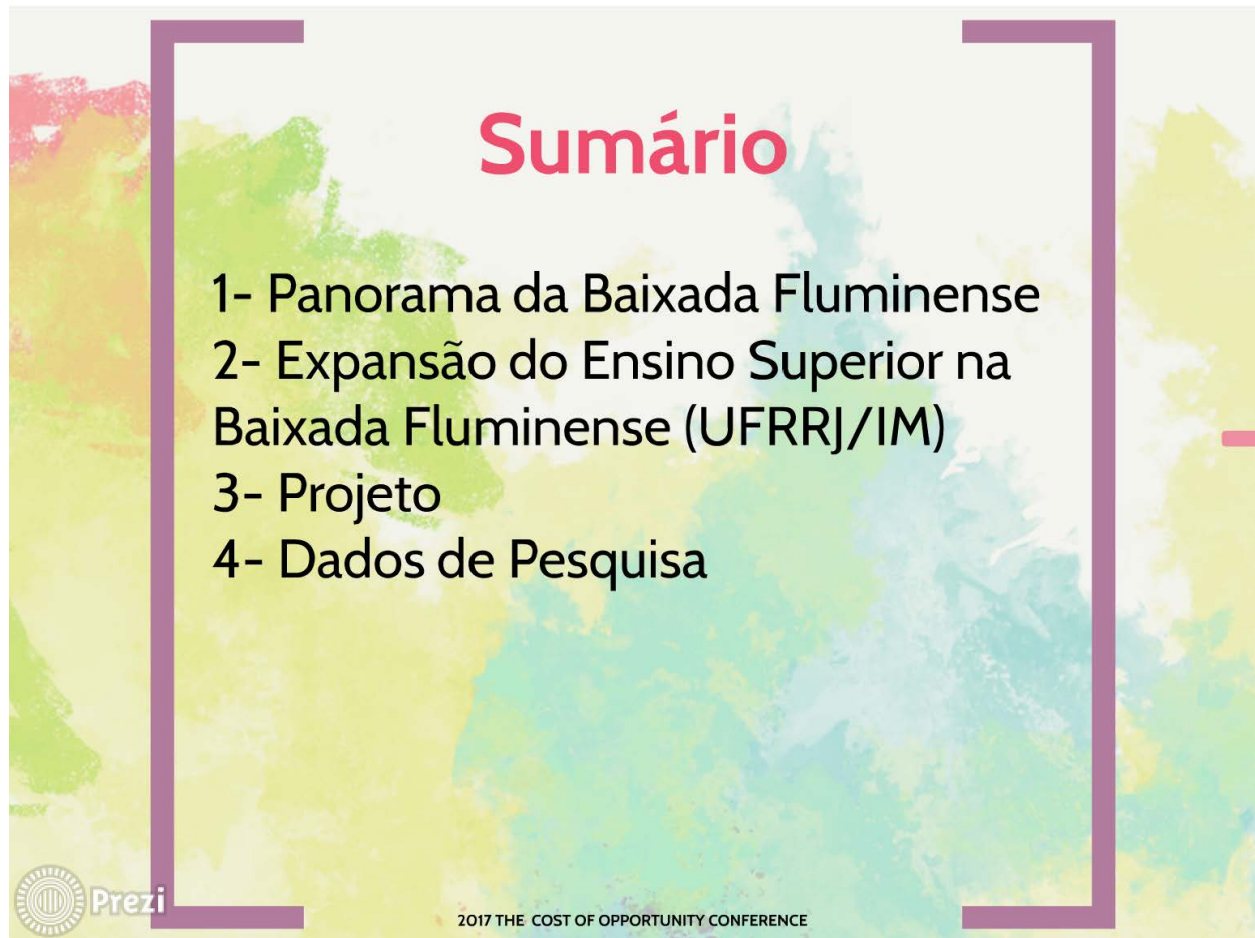 Sumário
1- Panorama da Baixada Fluminense
2- Expansão do Ensino Superior na
Baixada Fluminense (UFRRJ/IM)
3- Projeto
4- Dados de Pesquisa
Prezi
2017 THE COST OF OPPORTUNITY CONFERENCE